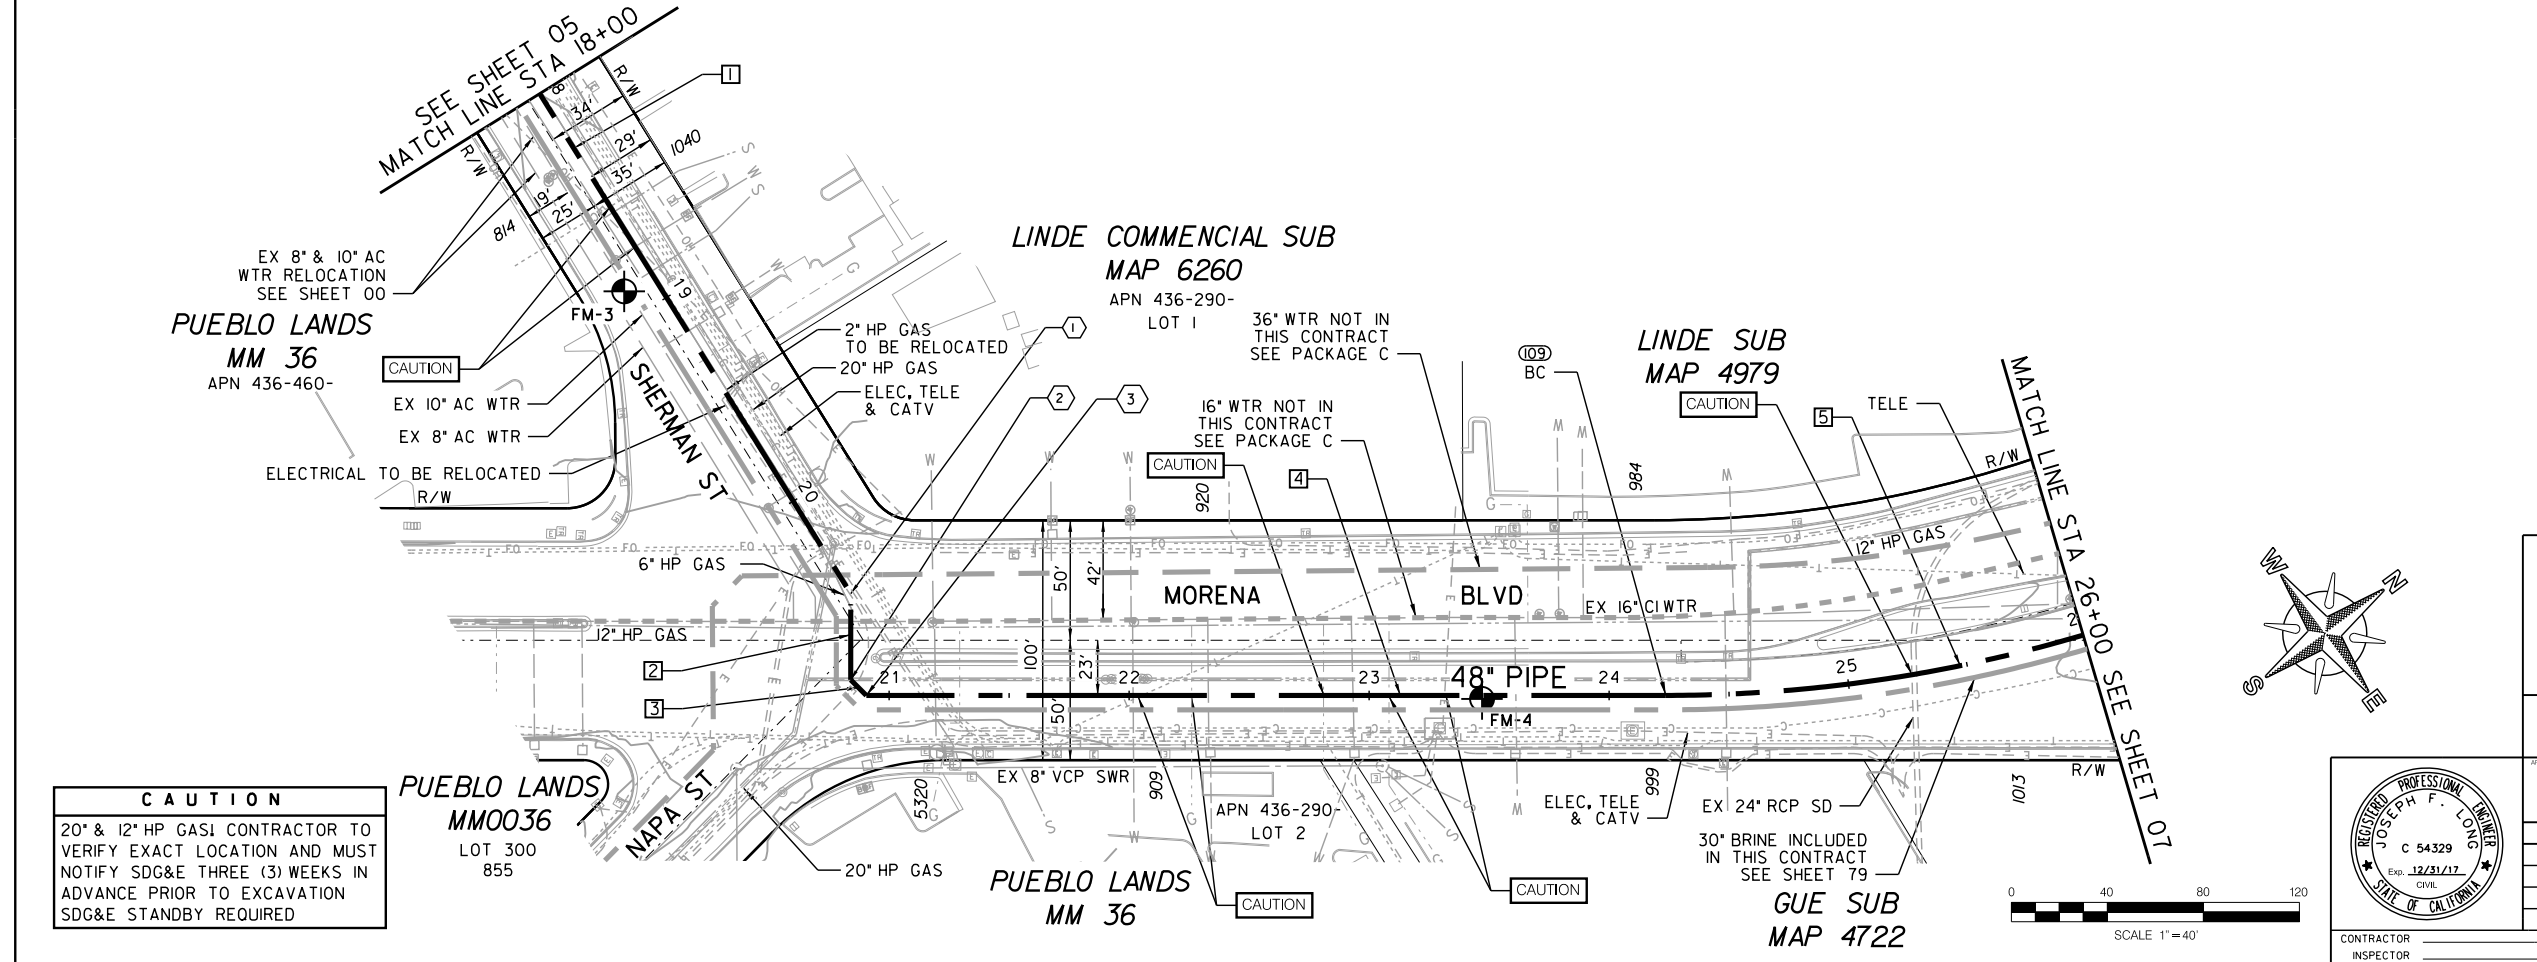 SEE SHEET 05
MATCH LINE STA 18+00
R/W
R/W
1
34'
29'
35'
19'
25'
1040
814
EX 8" & 10" AC
WTR RELOCATION
SEE SHEET 00
PUEBLO LANDS
MM 36
APN 436-460-
CAUTION
FM-3
19
EX 10" AC WTR
EX 8" AC WTR
ELECTRICAL TO BE RELOCATED
R/W
SHERMAN ST
20
2" HP GAS
TO BE RELOCATED
20" HP GAS
ELEC, TELE
& CATV
1
2
3
LINDE COMMENCIAL SUB
MAP 6260
APN 436-290-
LOT 1
36" WTR NOT IN
THIS CONTRACT
SEE PACKAGE C
16" WTR NOT IN
THIS CONTRACT
SEE PACKAGE C
CAUTION
920
4
109
BC
984
LINDE SUB
MAP 4979
CAUTION
5
TELE
R/W
MATCH LINE STA 26+00 SEE SHEET 07
12" HP GAS
6" HP GAS
12" HP GAS
50'
42'
100'
23'
50'
MORENA BLVD
EX 16" CI WTR
2
3
21
22
23
48" PIPE
24
25
FM-4
EX 8" VCP SWR
5320
909
APN 436-290-
LOT 2
ELEC, TELE
& CATV
999
EX 24" RCP SD
1013
R/W
30" BRINE INCLUDED
IN THIS CONTRACT
SEE SHEET 79
GUE SUB
MAP 4722
PUEBLO LANDS
MM0036
LOT 300
855
NAPA ST
20" HP GAS
PUEBLO LANDS
MM 36
CAUTION
CAUTION
CAUTION
20" & 12" HP GAS! CONTRACTOR TO
VERIFY EXACT LOCATION AND MUST
NOTIFY SDG&E THREE (3) WEEKS IN
ADVANCE PRIOR TO EXCAVATION
SDG&E STANDBY REQUIRED
W
N
S
E
0 40 80 120
SCALE 1"=40'
REGISTERED PROFESSIONAL ENGINEER
JOSEPH F. LONG
C 54329
Exp. 12/31/17
CIVIL
STATE OF CALIFORNIA
CONTRACTOR
INSPECTOR